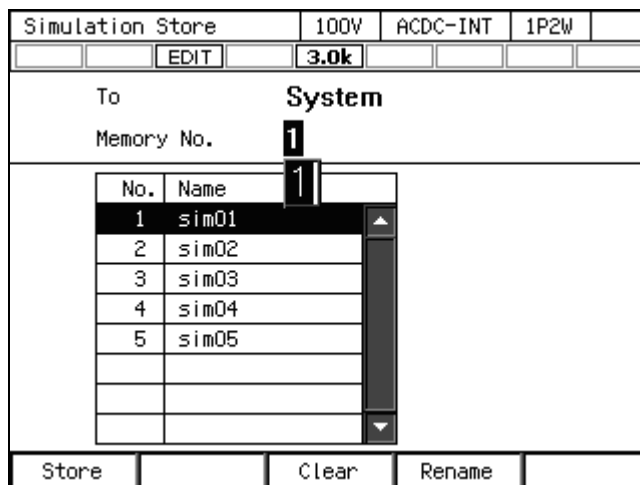 Simulation Store 100V ACDC-INT 1P2W
EDIT 3.0k
To System
Memory No. 1
1
No. Name
1 sim01
2 sim02
3 sim03
4 sim04
5 sim05
Store Clear Rename